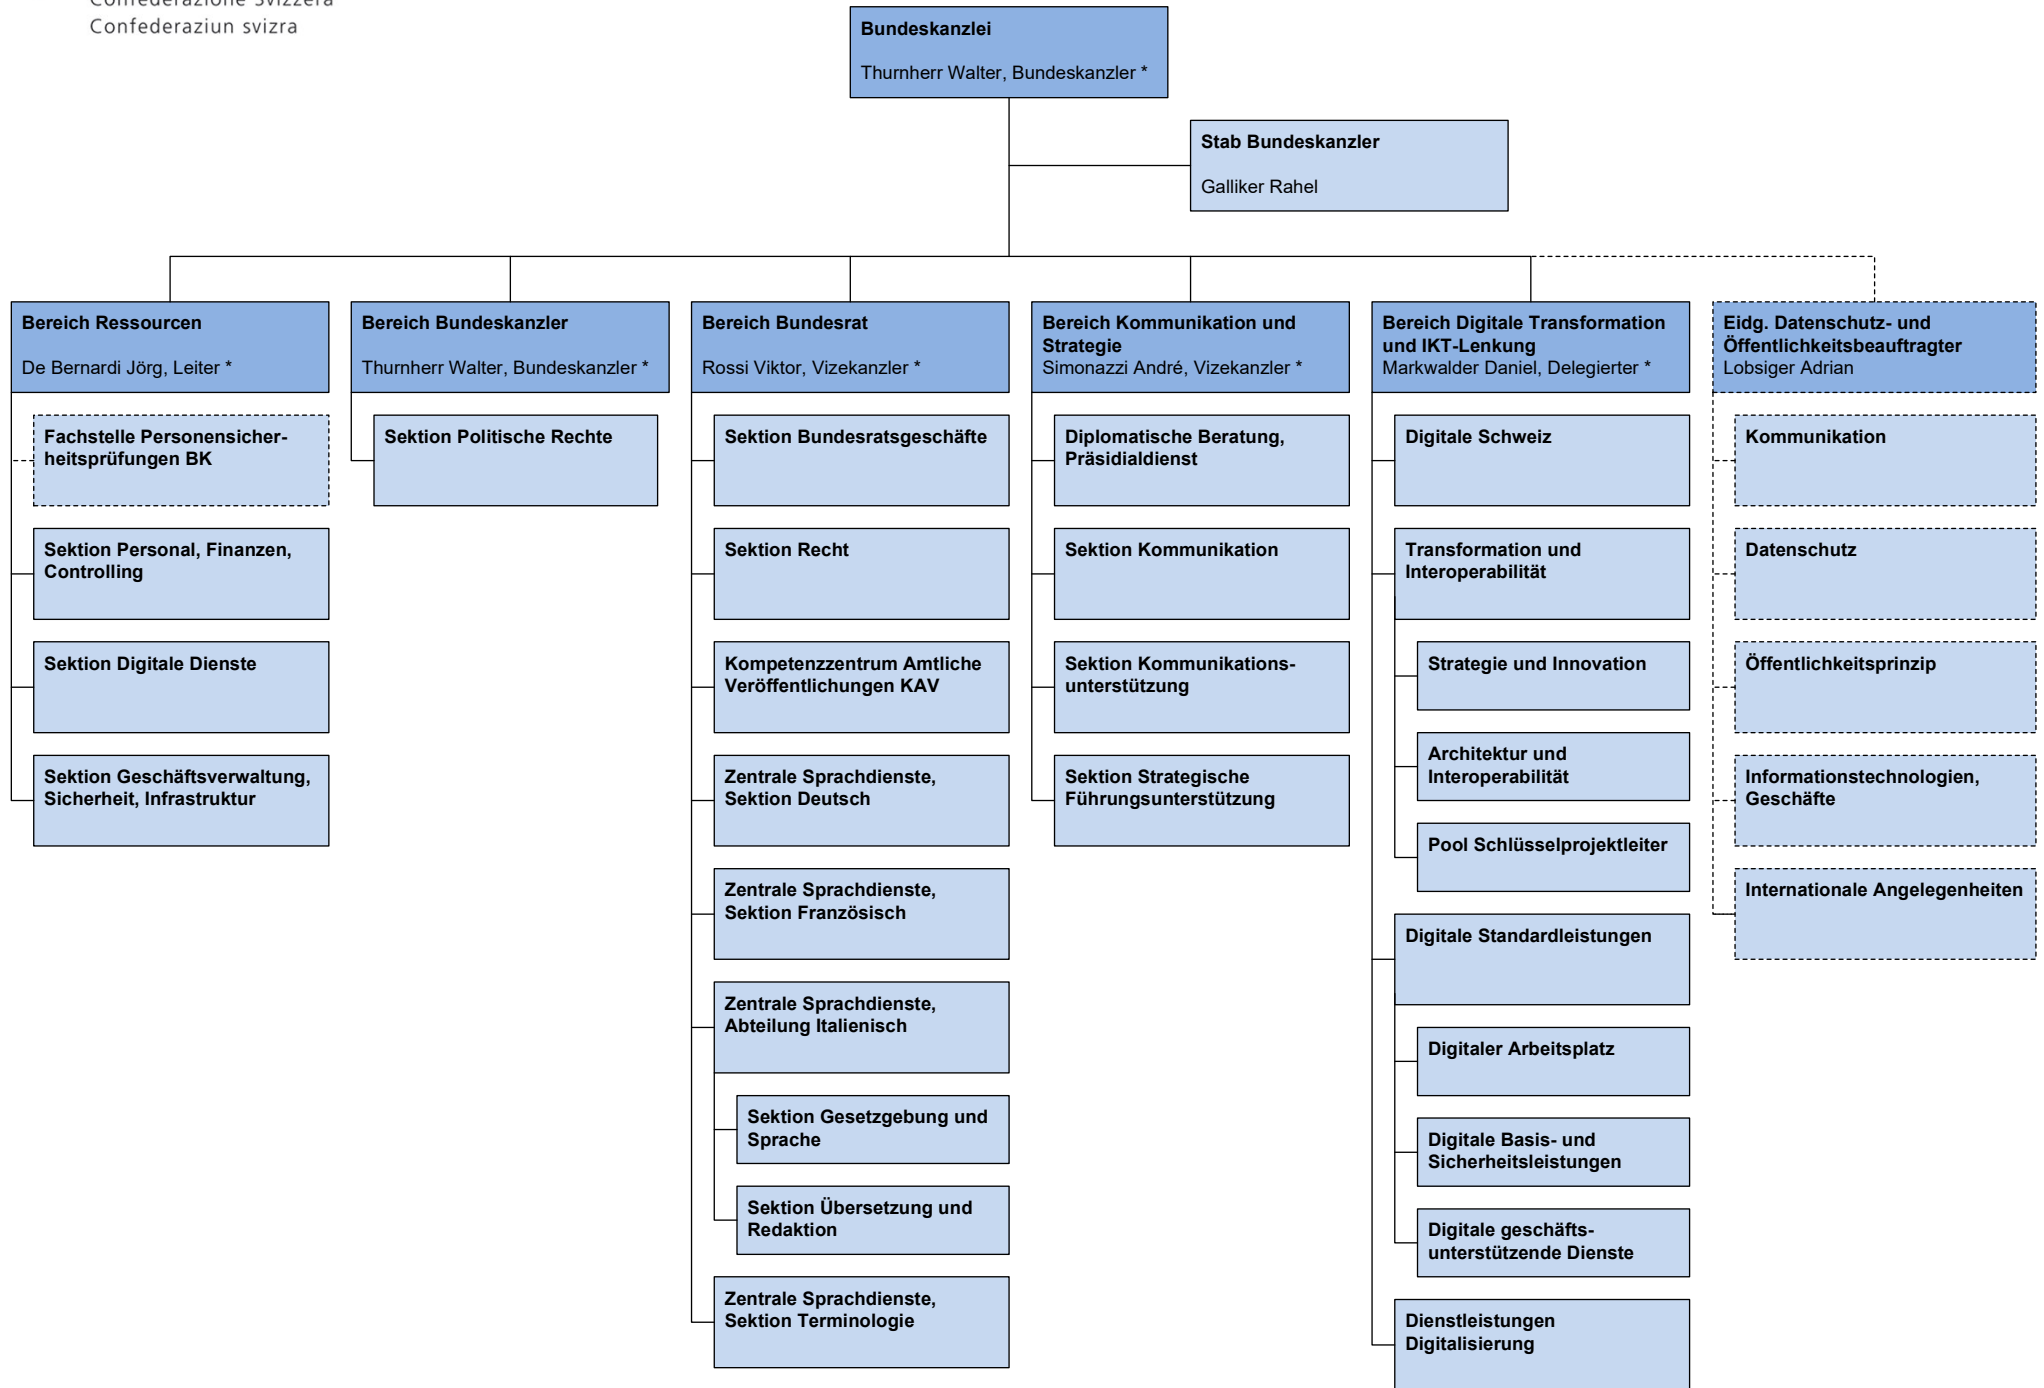 Confederazione Svizzera
Confederaziun svizra
Bundeskanzlei
Thurnherr Walter, Bundeskanzler *
Stab Bundeskanzler
Galliker Rahel
Bereich Ressourcen
De Bernardi Jörg, Leiter *
Fachstelle Personensicher-
heitsprüfungen BK
Sektion Personal, Finanzen,
Controlling
Sektion Digitale Dienste
Sektion Geschäftsverwaltung,
Sicherheit, Infrastruktur
Bereich Bundeskanzler
Thurnherr Walter, Bundeskanzler *
Sektion Politische Rechte
Bereich Bundesrat
Rossi Viktor, Vizekanzler *
Sektion Bundesratsgeschäfte
Sektion Recht
Kompetenzzentrum Amtliche
Veröffentlichungen KAV
Zentrale Sprachdienste,
Sektion Deutsch
Zentrale Sprachdienste,
Sektion Französisch
Zentrale Sprachdienste,
Abteilung Italienisch
Sektion Gesetzgebung und
Sprache
Sektion Übersetzung und
Redaktion
Zentrale Sprachdienste,
Sektion Terminologie
Bereich Kommunikation und
Strategie
Simonazzi André, Vizekanzler *
Diplomatische Beratung,
Präsidialdienst
Sektion Kommunikation
Sektion Kommunikations-
unterstützung
Sektion Strategische
Führungsunterstützung
Bereich Digitale Transformation
und IKT-Lenkung
Markwalder Daniel, Delegierter *
Digitale Schweiz
Transformation und
Interoperabilität
Strategie und Innovation
Architektur und
Interoperabilität
Pool Schlüsselprojektleiter
Digitale Standardleistungen
Digitaler Arbeitsplatz
Digitale Basis- und
Sicherheitsleistungen
Digitale geschäfts-
unterstützende Dienste
Dienstleistungen
Digitalisierung
Eidg. Datenschutz- und
Öffentlichkeitsbeauftragter
Lobsiger Adrian
Kommunikation
Datenschutz
Öffentlichkeitsprinzip
Informationstechnologien,
Geschäfte
Internationale Angelegenheiten